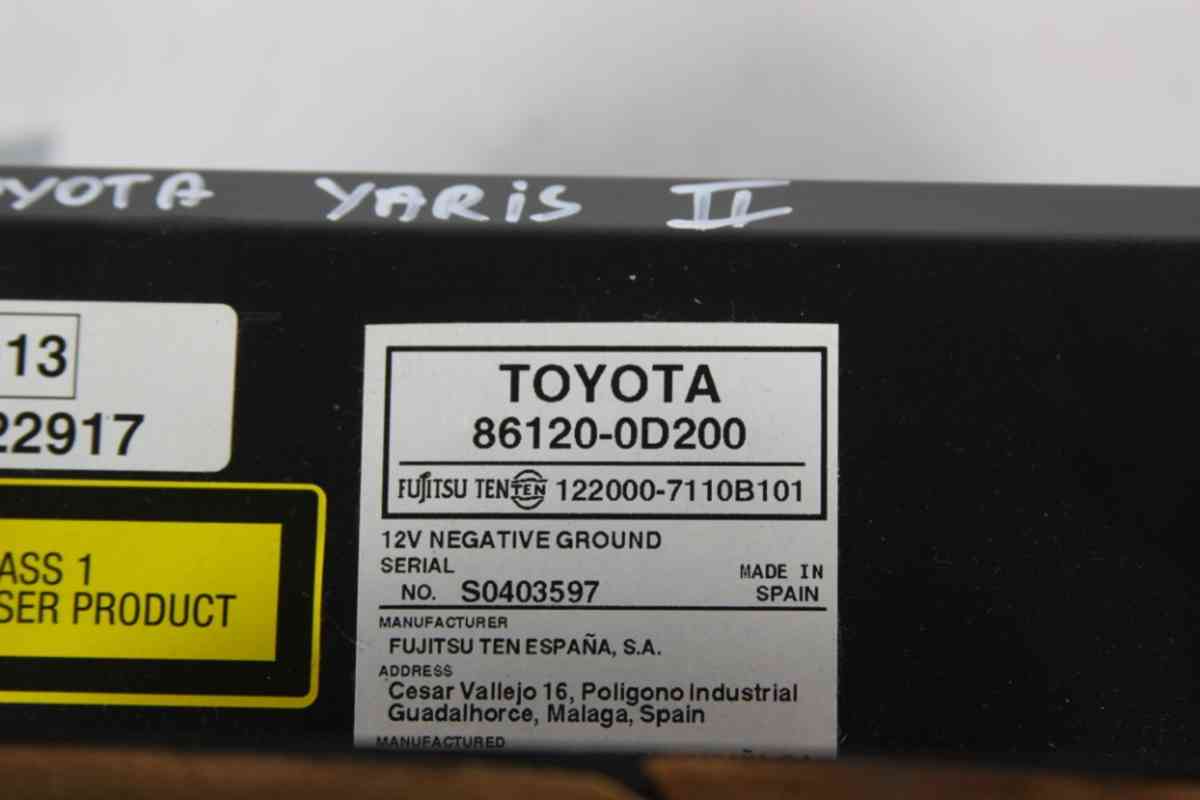 OYOTA YARIS II
13
22917
ASS 1
SER PRODUCT
TOYOTA
86120-0D200
FUJITSU TEN TEN 122000-7110B101
12V NEGATIVE GROUND
SERIAL
NO. S0403597
MADE IN
SPAIN
MANUFACTURER
FUJITSU TEN ESPAÑA, S.A.
ADDRESS
Cesar Vallejo 16, Poligono Industrial
Guadalhorce, Malaga, Spain
MANUFACTURED